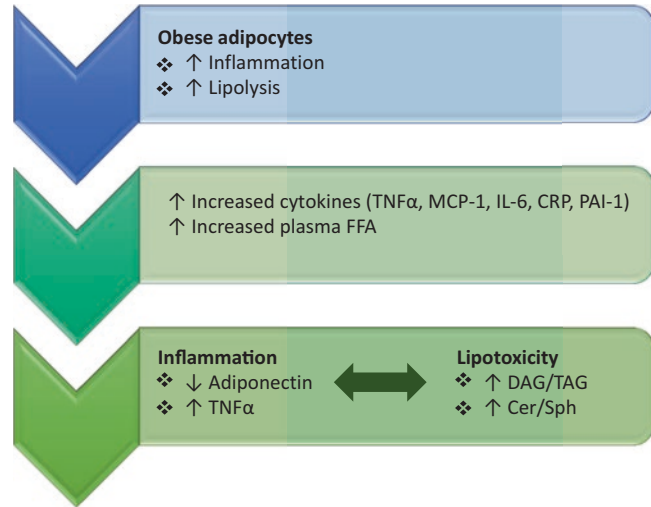 Obese adipocytes
❖ ↑ Inflammation
❖ ↑ Lipolysis
↑ Increased cytokines (TNFα, MCP-1, IL-6, CRP, PAI-1)
↑ Increased plasma FFA
Inflammation
❖ ↓ Adiponectin
❖ ↑ TNFα
Lipotoxicity
❖ ↑ DAG/TAG
❖ ↑ Cer/Sph